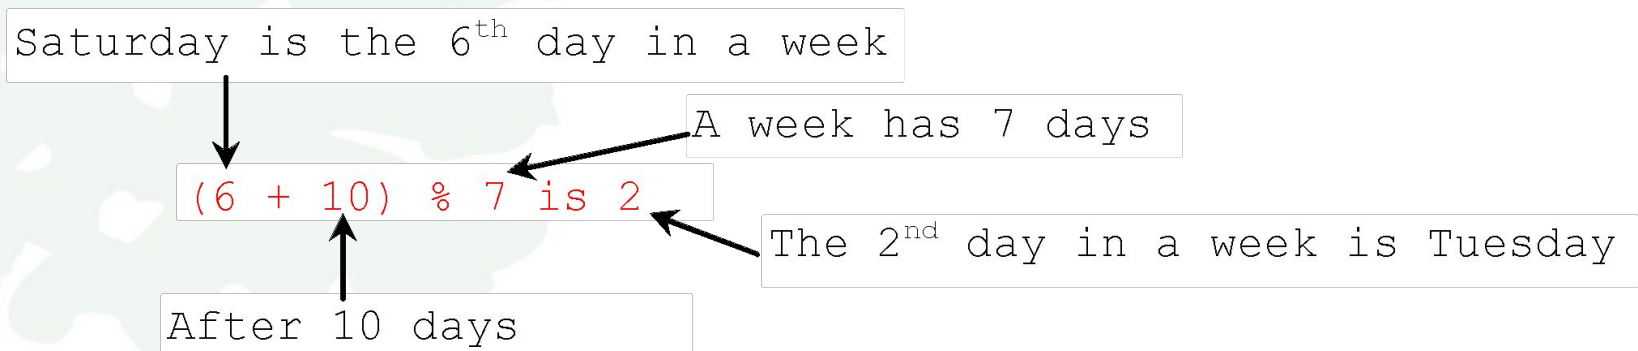 Saturday is the 6th day in a week
A week has 7 days
(6 + 10) % 7 is 2
The 2nd day in a week is Tuesday
After 10 days